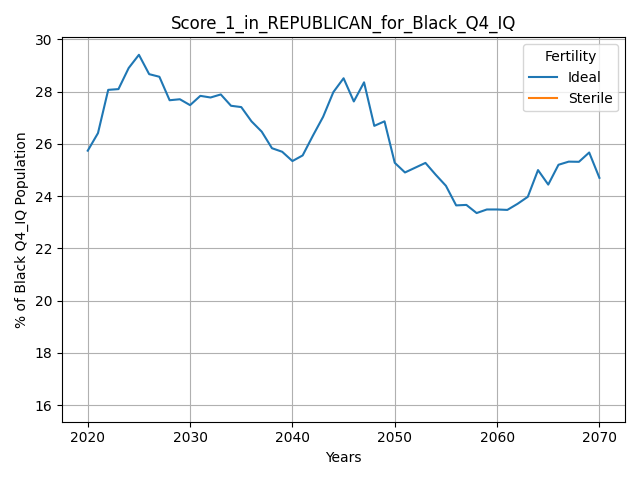 Score_1_in_REPUBLICAN_for_Black_Q4_IQ
% of Black Q4_IQ Population
30
28
26
24
22
20
18
16
Fertility
Ideal
Sterile
2020
2030
2040
2050
2060
2070
Years